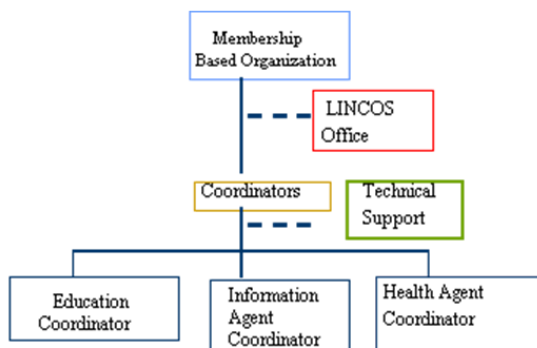 Membership
Based Organization
LINCOS
Office
Coordinators
Technical
Support
Education
Coordinator
Information
Agent
Coordinator
Health Agent
Coordinator